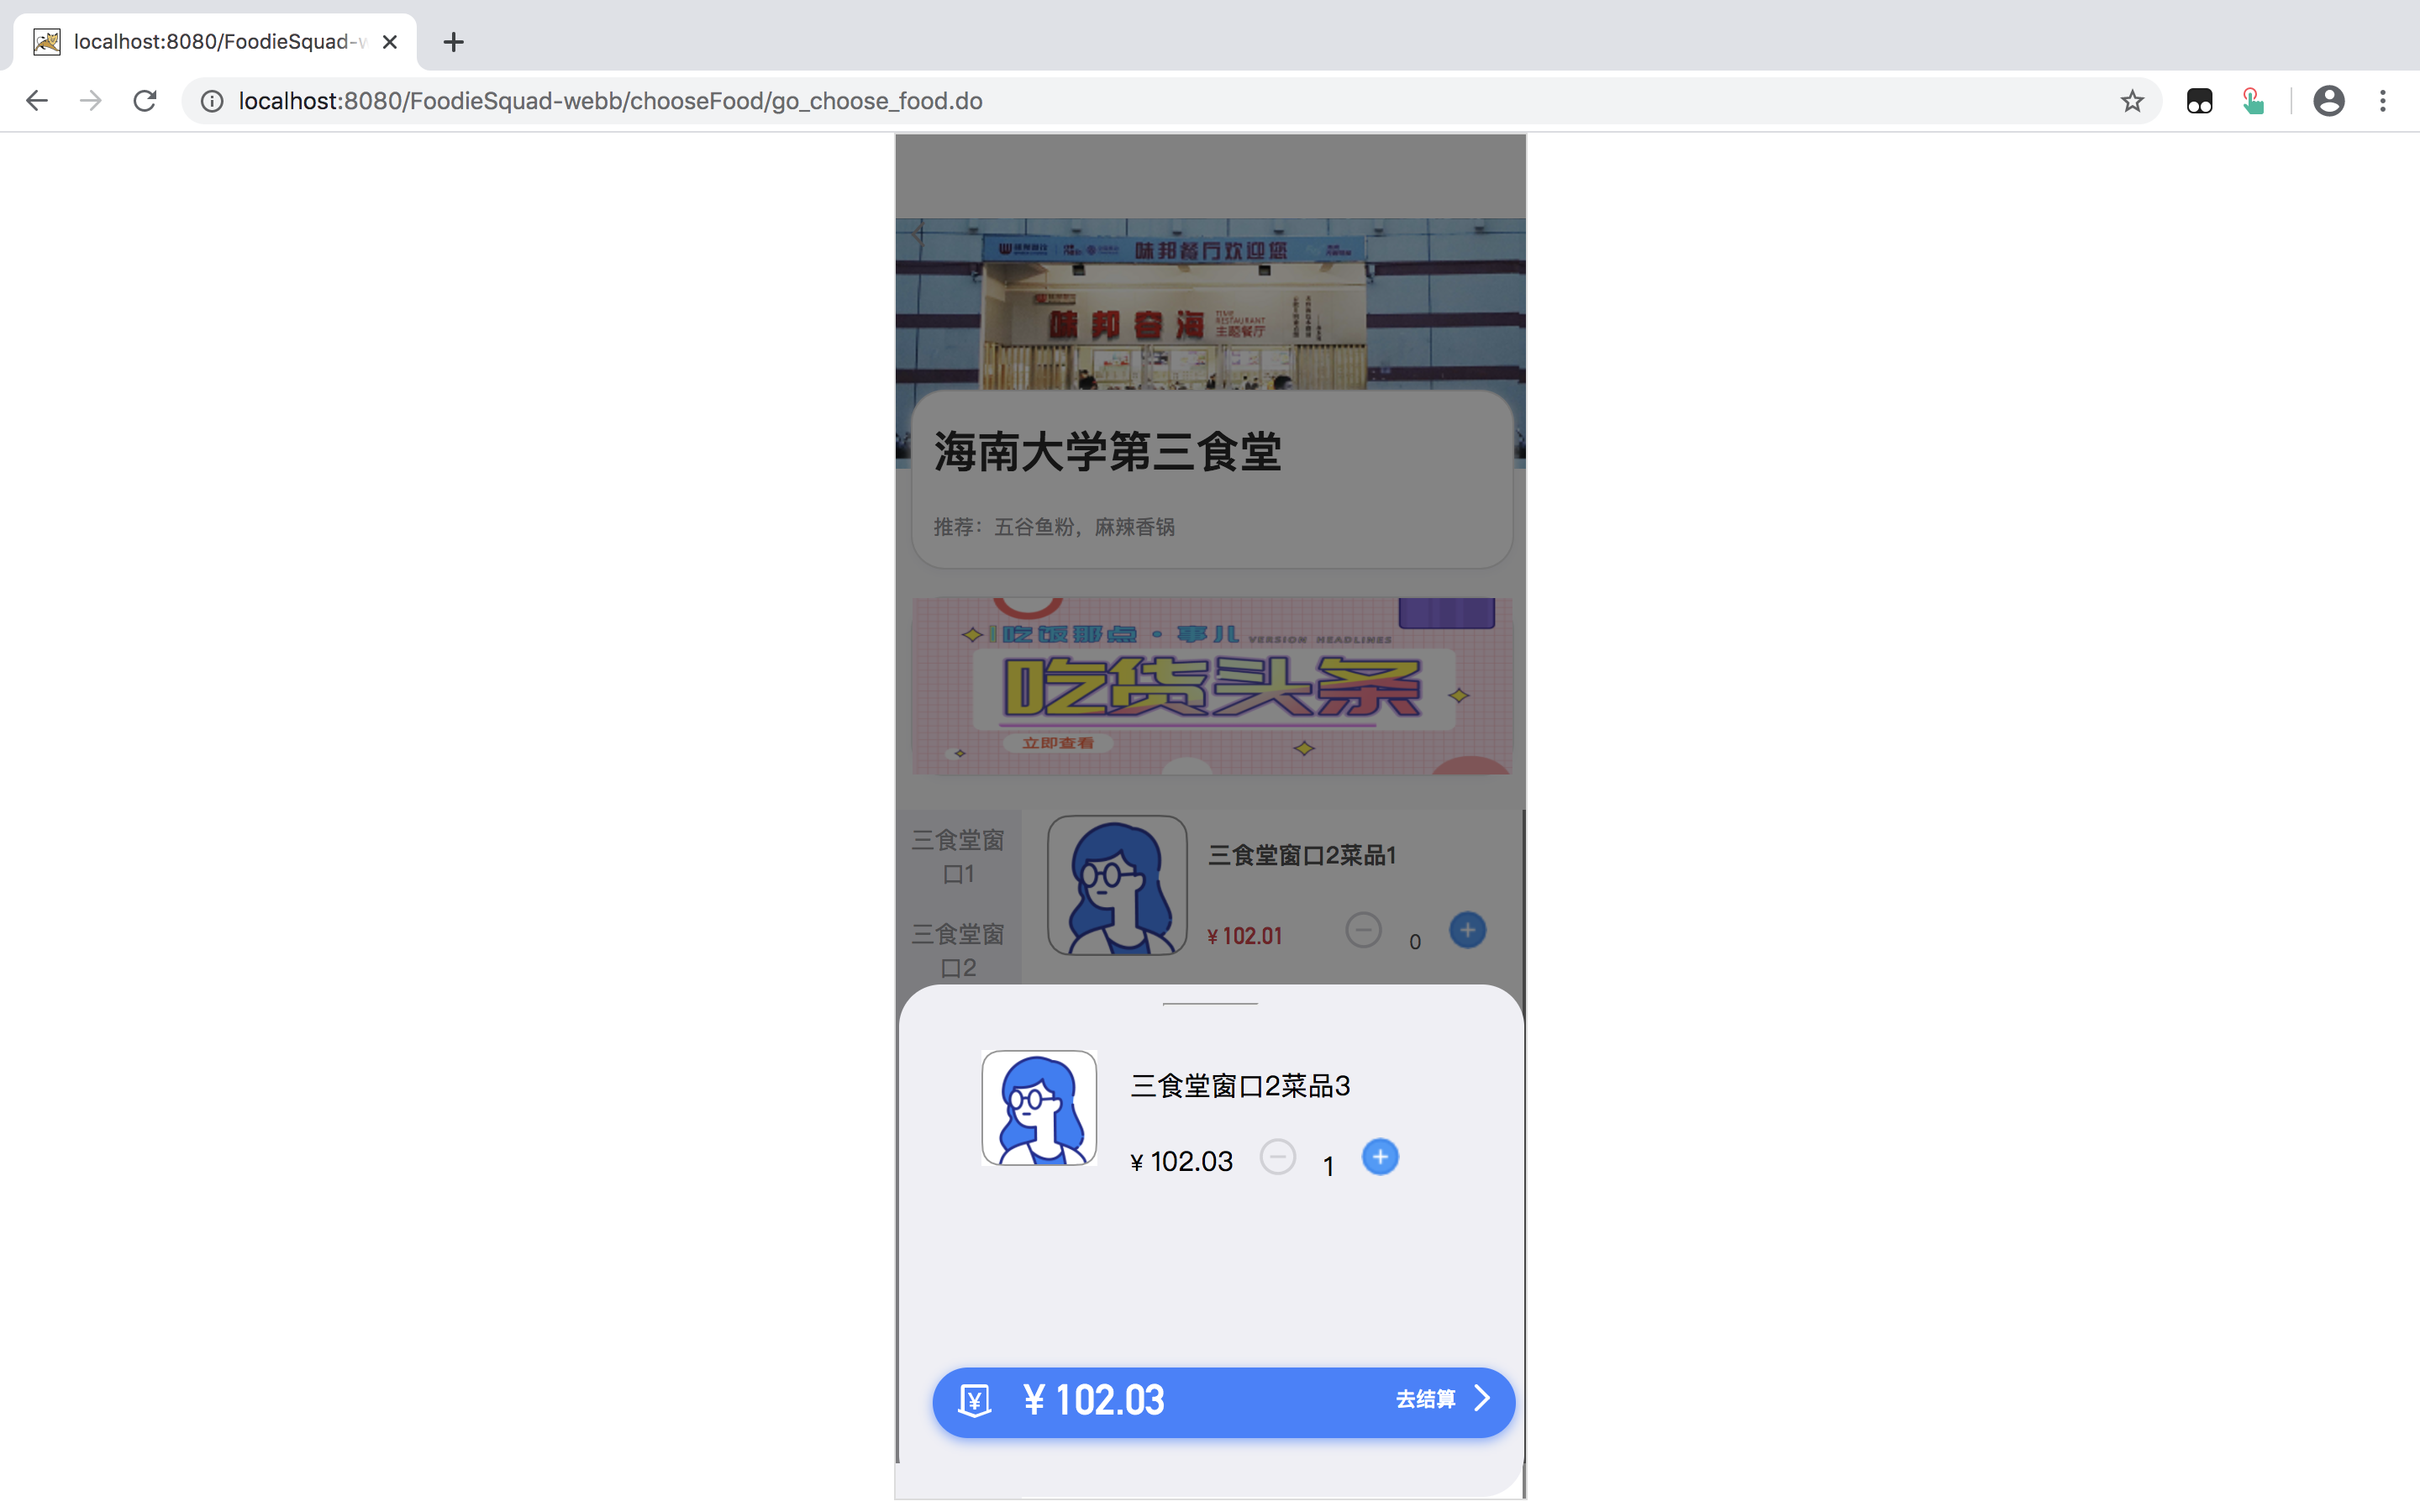 localhost:8080/FoodieSquad-w
localhost:8080/FoodieSquad-webb/chooseFood/go_choose_food.do
味邦餐厅欢迎您
味邦容海
RESTAURANT
主题餐厅
海南大学第三食堂
推荐：五谷鱼粉，麻辣香锅
吃饭那点·事儿 VERSION HEADLINES
吃货头条
立即查看
三食堂窗
口1
三食堂窗
口2
三食堂窗口2菜品1
¥ 102.01
0
三食堂窗口2菜品3
¥ 102.03
1
¥ 102.03
去结算